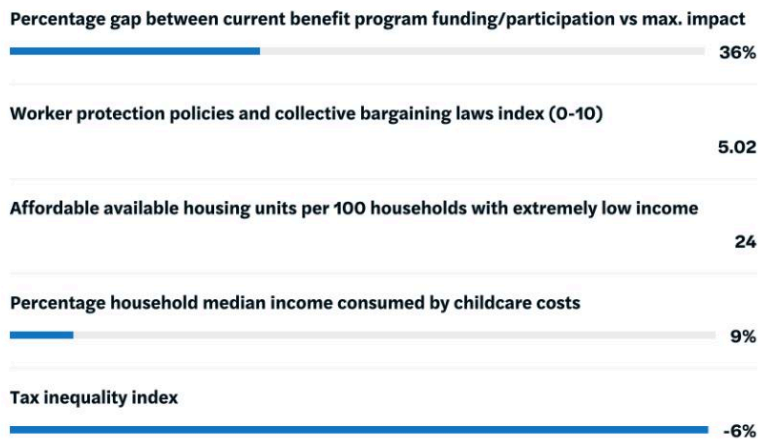 Percentage gap between current benefit program funding/participation vs max. impact
36%
Worker protection policies and collective bargaining laws index (0-10)
5.02
Affordable available housing units per 100 households with extremely low income
24
Percentage household median income consumed by childcare costs
9%
Tax inequality index
-6%